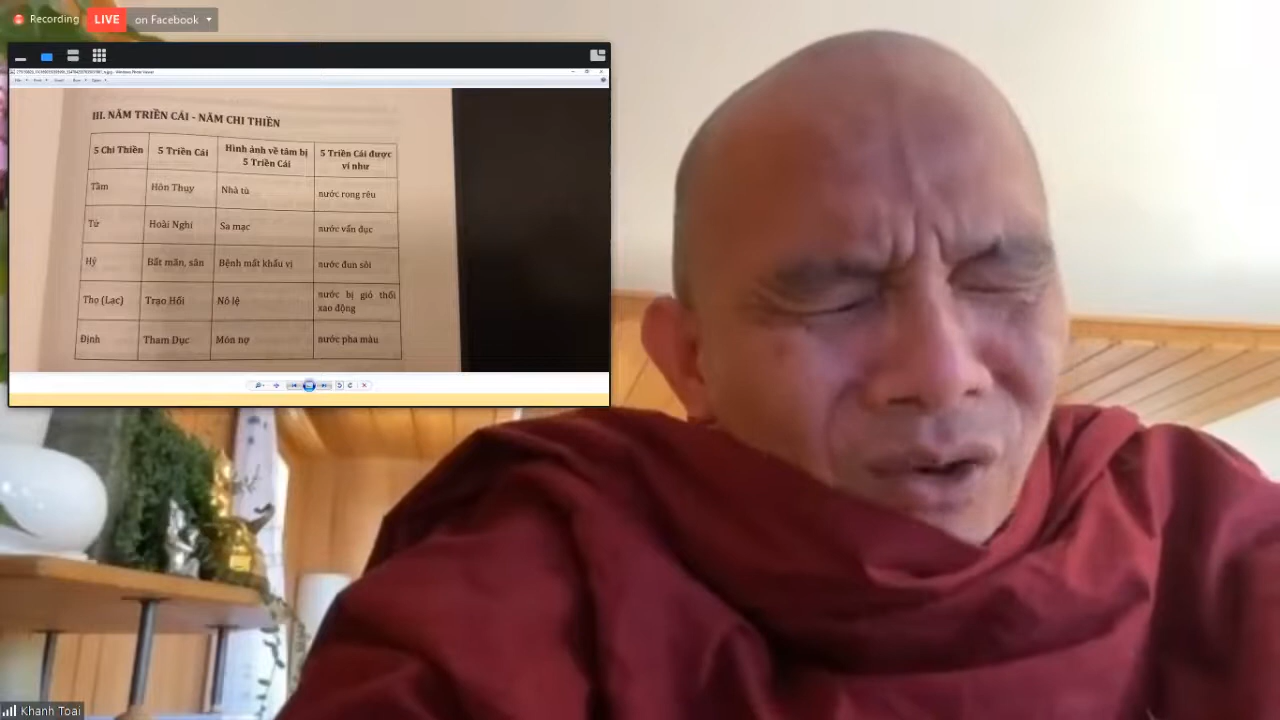 Recording LIVE on Facebook
III. NĂM TRIỀN CÁI - NĂM CHI THIỀN
5 Chi Thiền 5 Triền Cái Hình ảnh về tâm bị 5 Triền Cái được
5 Triền Cái ví như
Tầm Hôn Thụy Nhà tù nước rong rêu
Tứ Hoài Nghi Sa mạc nước vẩn đục
Hỷ Bất mãn, sân Bệnh mất khẩu vị nước đun sôi
Thọ (Lạc) Trạo Hối Nô lệ nước bị gió thổi
xao động
Định Tham Dục Món nợ nước pha màu
Khanh Toai